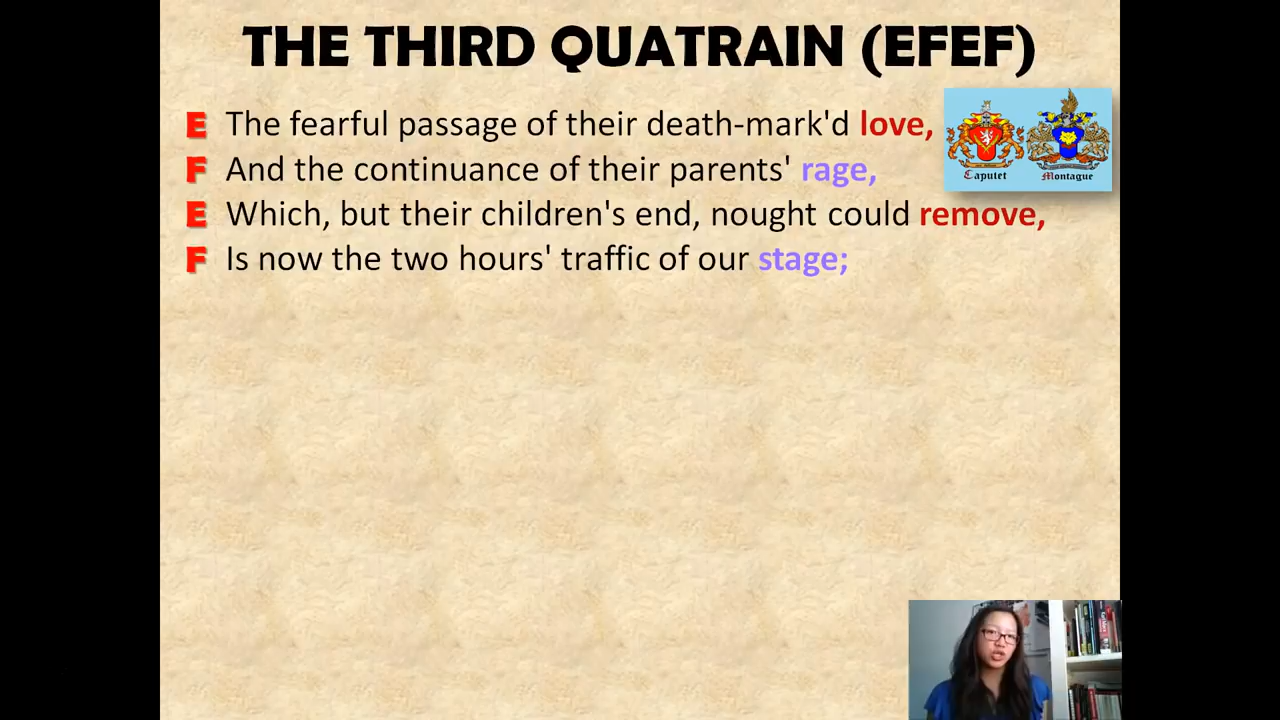 THE THIRD QUATRAIN (EFEF)
E The fearful passage of their death-mark'd love,
F And the continuance of their parents' rage,
E Which, but their children's end, nought could remove,
F Is now the two hours' traffic of our stage;
Capulet Montague